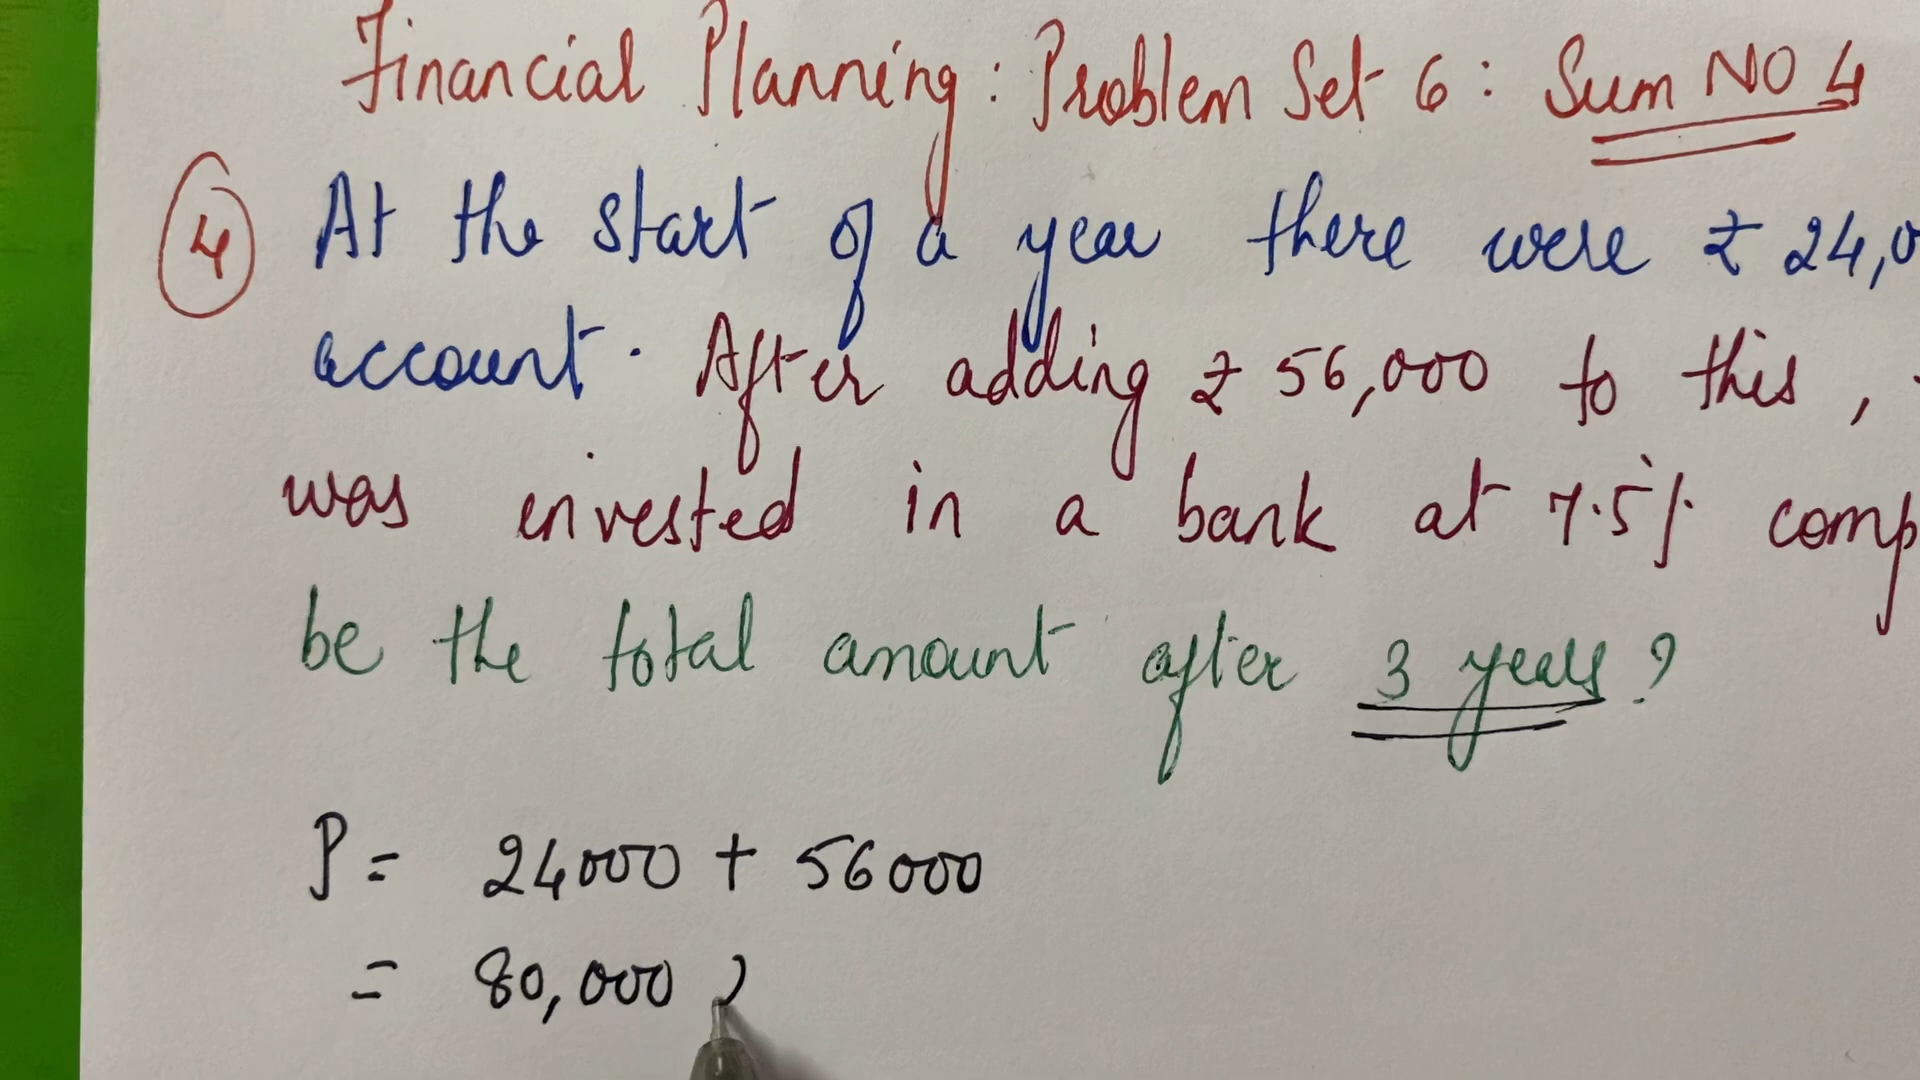 Financial Planning : Problem Set 6 : Sum NO 4
4 At the start of a year there were ₹ 24,0
account. After adding ₹ 56,000 to this,
was invested in a bank at 7.5% comp
be the total amount after 3 years?
P = 24000 + 56000
= 80,000 )